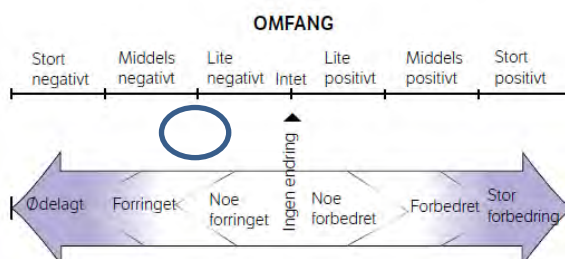 OMFANG
Stort Middels Lite Lite Middels Stort
negativt negativt negativt Intet positivt positivt positivt
Ingen endring
Ødelagt Forringet Noe Noe Forbedret Stor
forringet forbedret forbedring